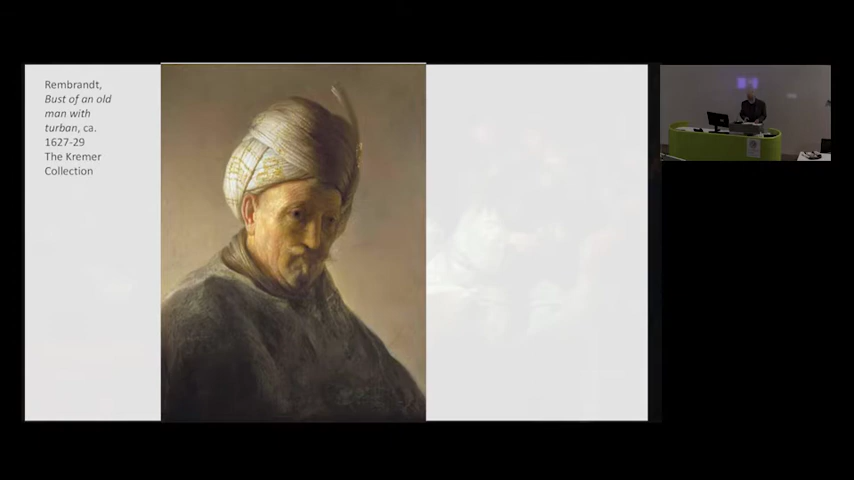 Rembrandt,
Bust of an old
man with
turban, ca.
1627-29
The Kremer
Collection